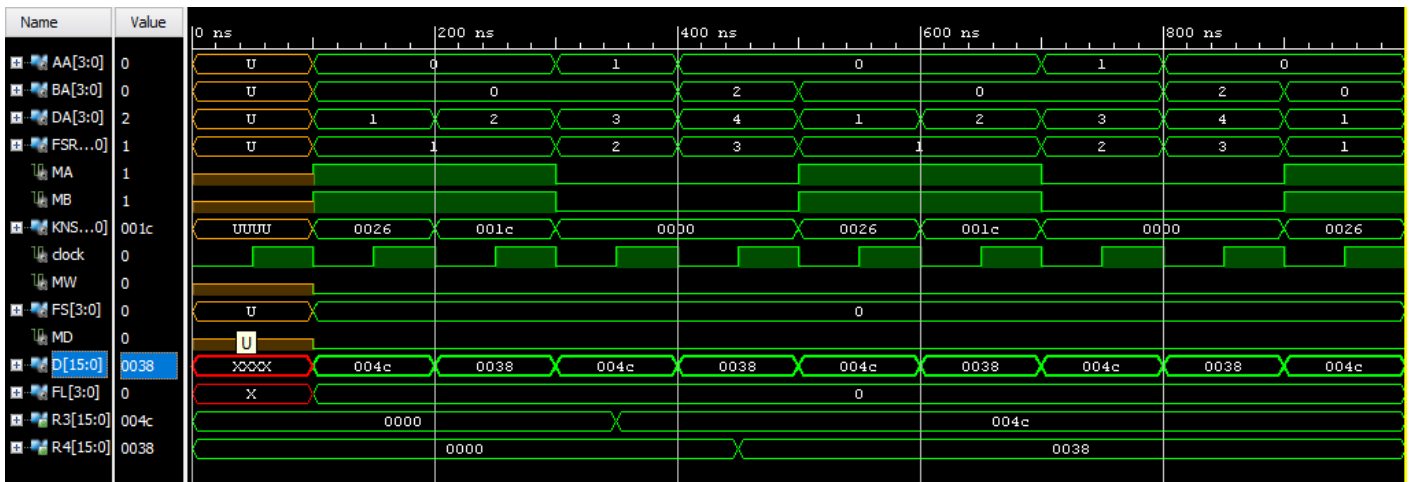 Name Value 0 ns 200 ns 400 ns 600 ns 800 ns
AA[3:0] 0 U 0 1 0 1 0
BA[3:0] 0 U 0 2 0 2 0
DA[3:0] 2 U 1 2 3 4 1 2 3 4 1
FSR...0] 1 U 1 2 3 1 2 3 1
MA 1
MB 1
KNS...0] 001c UUUU 0026 001c 0000 0026 001c 0000 0026
clock 0
MW 0
FS[3:0] 0 U 0
MD 0 U
D[15:0] 0038 XXXX 004c 0038 004c 0038 004c 0038 004c 0038 004c
FL[3:0] 0 X 0
R3[15:0] 004c 0000 004c
R4[15:0] 0038 0000 0038